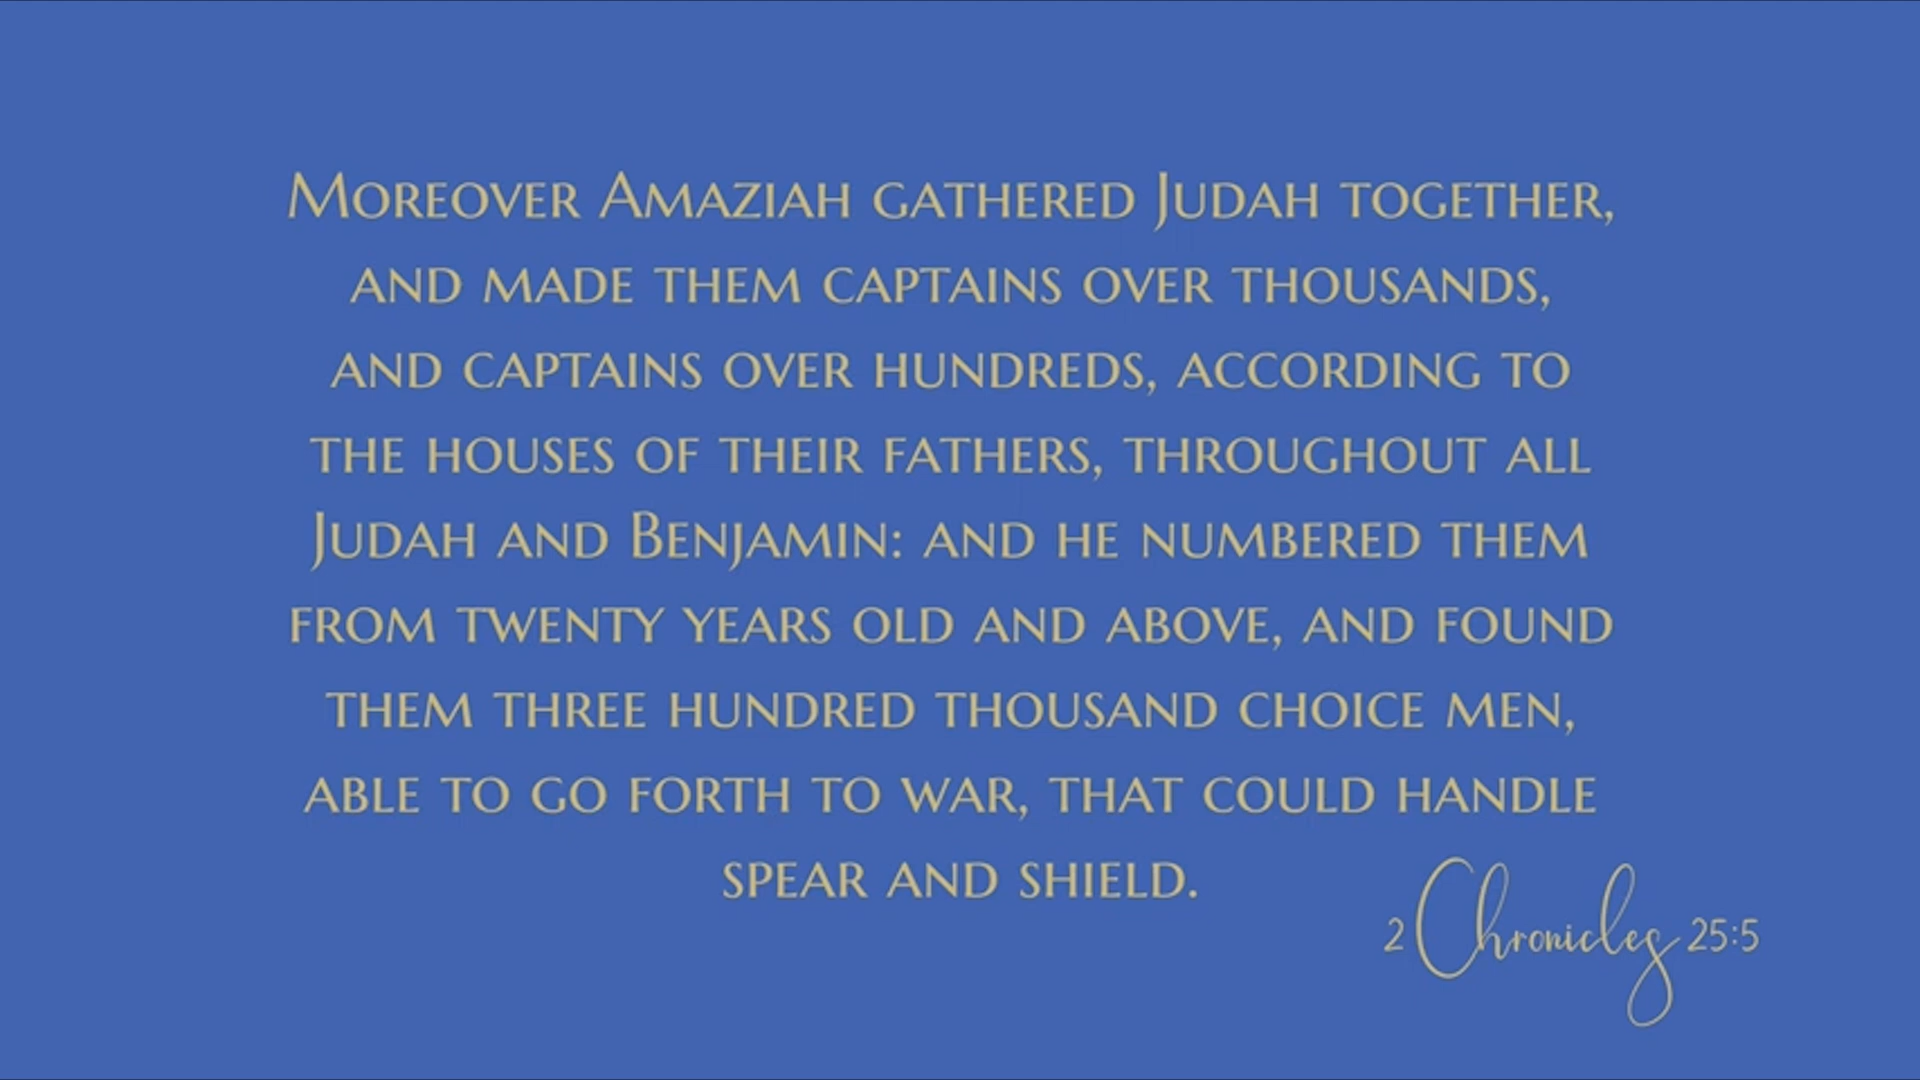 Moreover Amaziah gathered Judah together,
and made them captains over thousands,
and captains over hundreds, according to
the houses of their fathers, throughout all
Judah and Benjamin: and he numbered them
from twenty years old and above, and found
them three hundred thousand choice men,
able to go forth to war, that could handle
spear and shield.
2 Chronicles 25:5